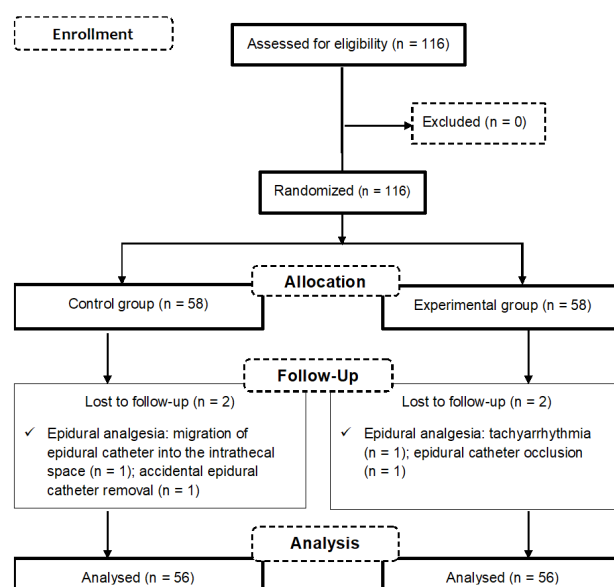 Enrollment
Assessed for eligibility (n = 116)
Excluded (n = 0)
Randomized (n = 116)
Allocation
Control group (n = 58)
Experimental group (n = 58)
Follow-Up
Lost to follow-up (n = 2)
✓ Epidural analgesia: migration of
epidural catheter into the intrathecal
space (n = 1); accidental epidural
catheter removal (n = 1)
Lost to follow-up (n = 2)
✓ Epidural analgesia: tachyarrhythmia
(n = 1); epidural catheter occlusion
(n = 1)
Analysis
Analysed (n = 56)
Analysed (n = 56)